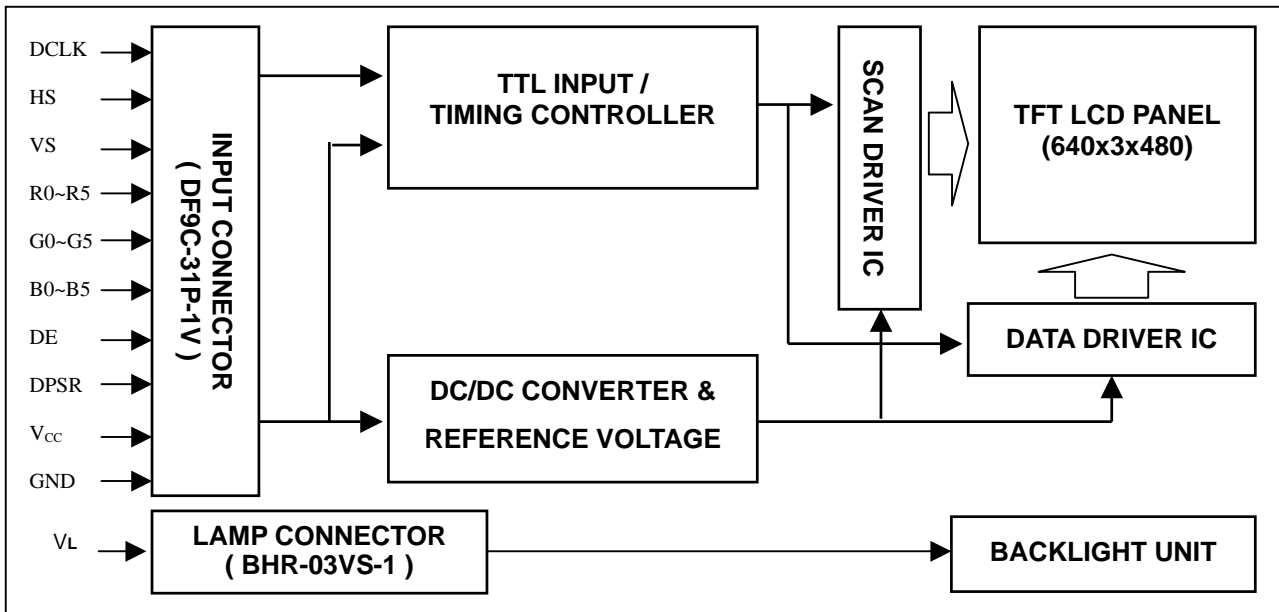 DCLK
HS
VS
R0~R5
G0~G5
B0~B5
DE
DPSR
VCC
GND
VL
INPUT CONNECTOR
( DF9C-31P-1V )
TTL INPUT /
TIMING CONTROLLER
SCAN DRIVER IC
TFT LCD PANEL
(640x3x480)
DC/DC CONVERTER &
REFERENCE VOLTAGE
DATA DRIVER IC
LAMP CONNECTOR
( BHR-03VS-1 )
BACKLIGHT UNIT